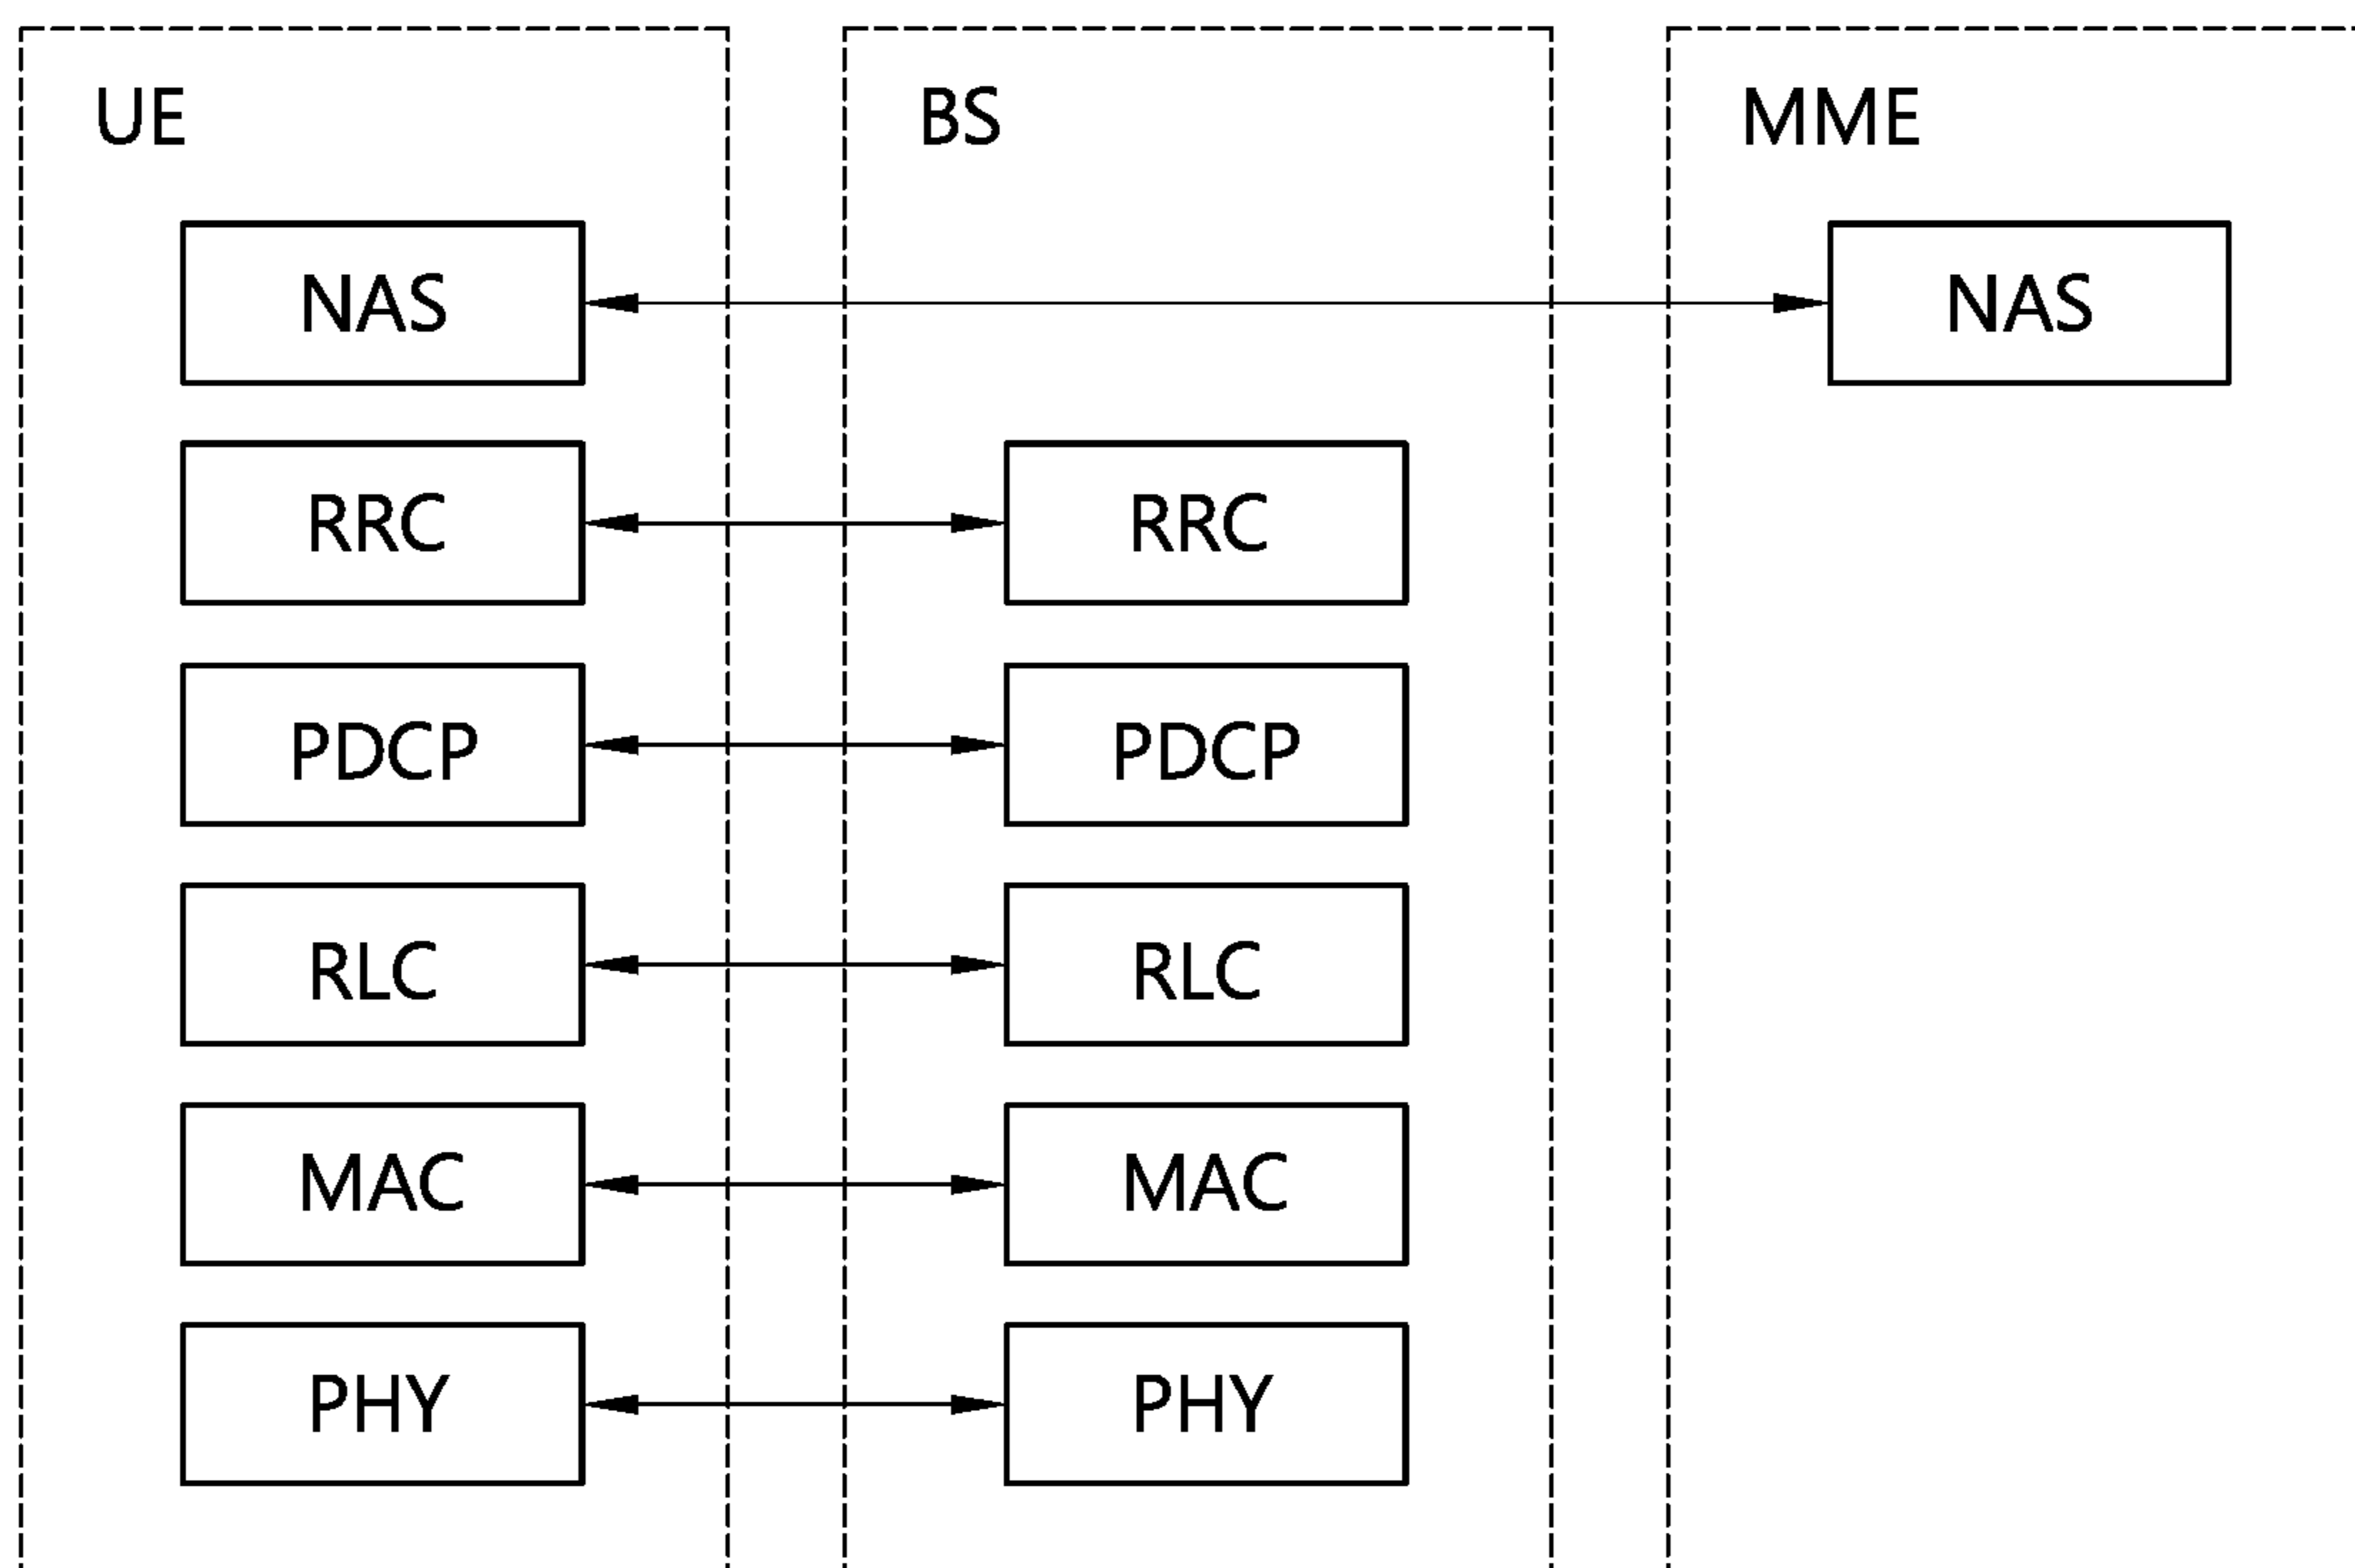 UE BS MME
NAS NAS
RRC RRC
PDCP PDCP
RLC RLC
MAC MAC
PHY PHY